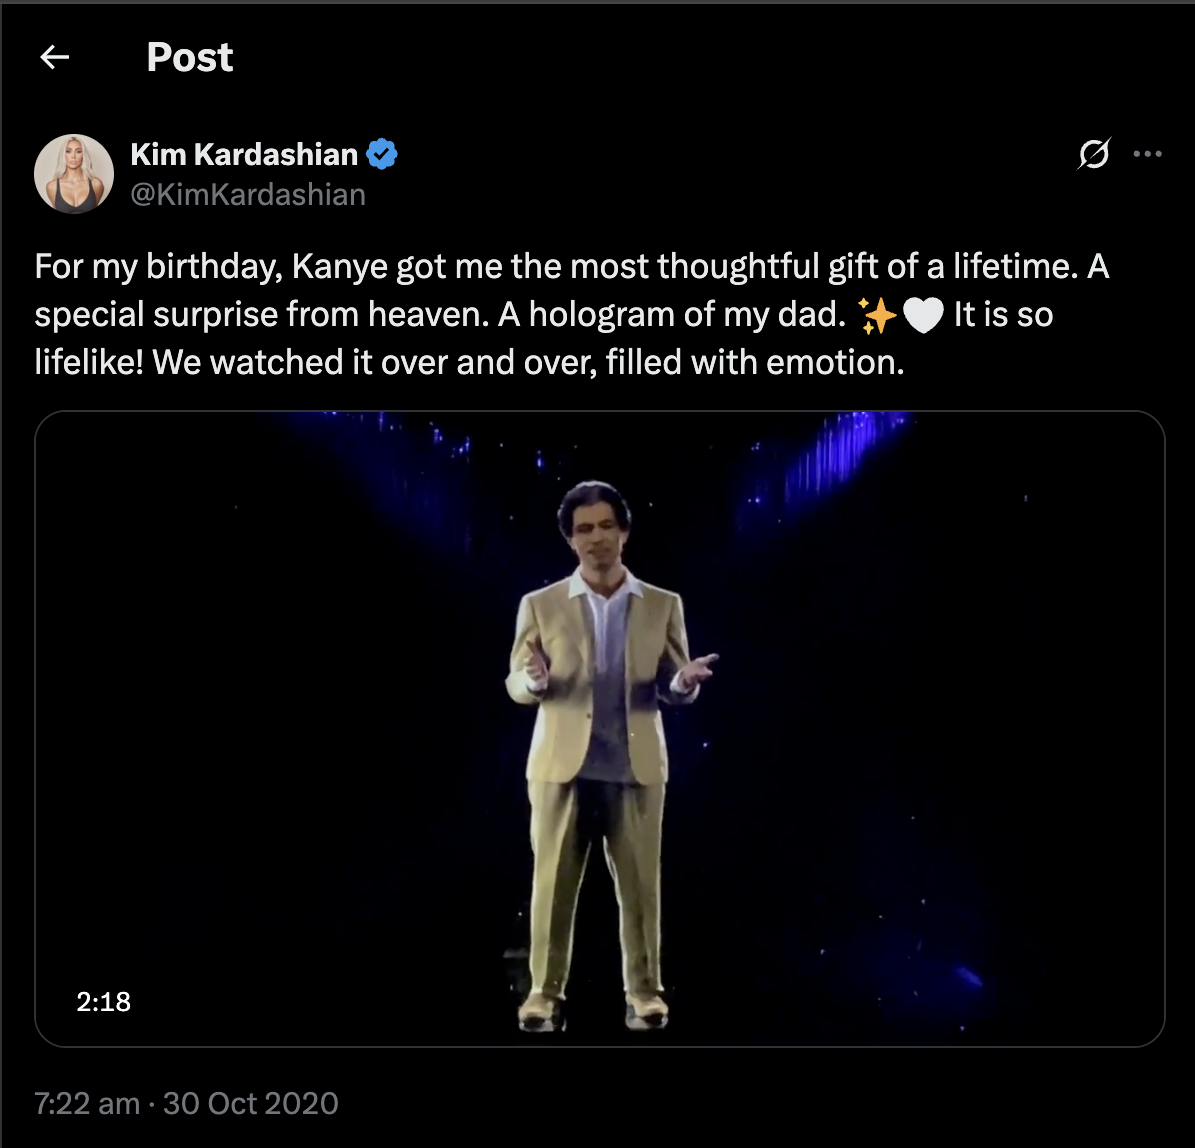 Post
Kim Kardashian
@KimKardashian
For my birthday, Kanye got me the most thoughtful gift of a lifetime. A
special surprise from heaven. A hologram of my dad. ✨🤍 It is so
lifelike! We watched it over and over, filled with emotion.
2:18
7:22 am · 30 Oct 2020